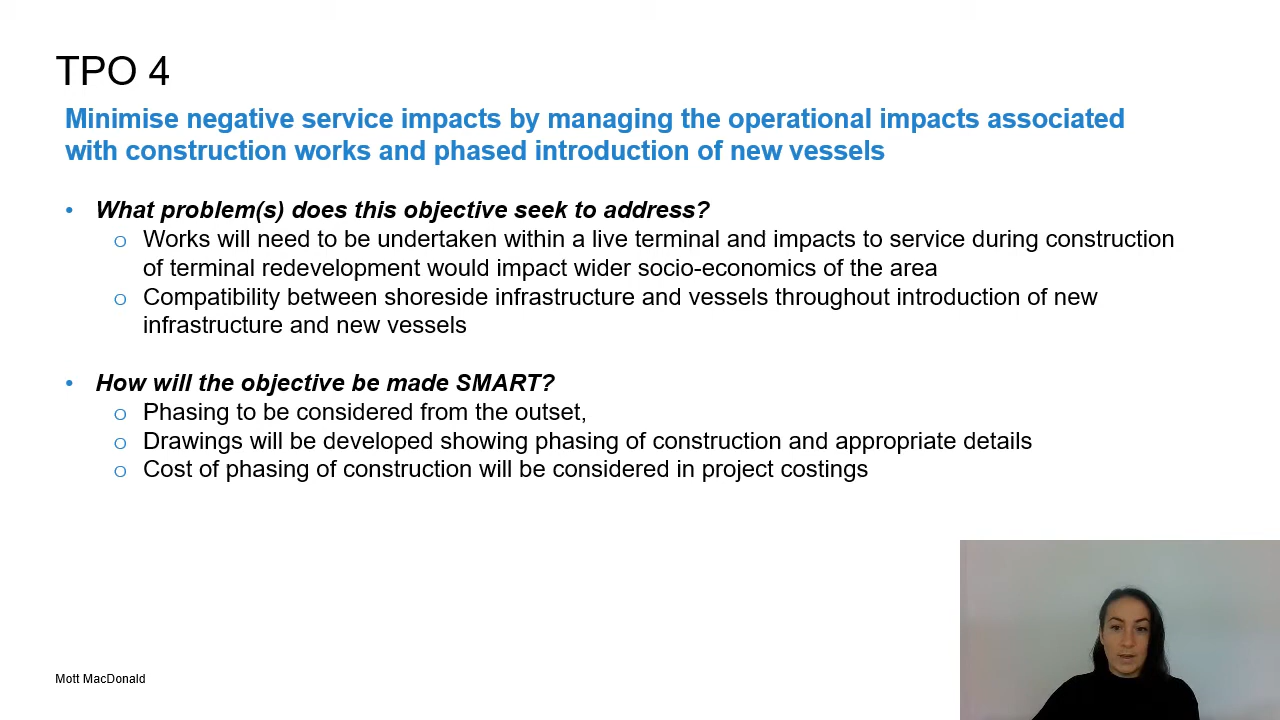 TPO 4
Minimise negative service impacts by managing the operational impacts associated
with construction works and phased introduction of new vessels
• What problem(s) does this objective seek to address?
o Works will need to be undertaken within a live terminal and impacts to service during construction
of terminal redevelopment would impact wider socio-economics of the area
o Compatibility between shoreside infrastructure and vessels throughout introduction of new
infrastructure and new vessels
• How will the objective be made SMART?
o Phasing to be considered from the outset,
o Drawings will be developed showing phasing of construction and appropriate details
o Cost of phasing of construction will be considered in project costings
Mott MacDonald